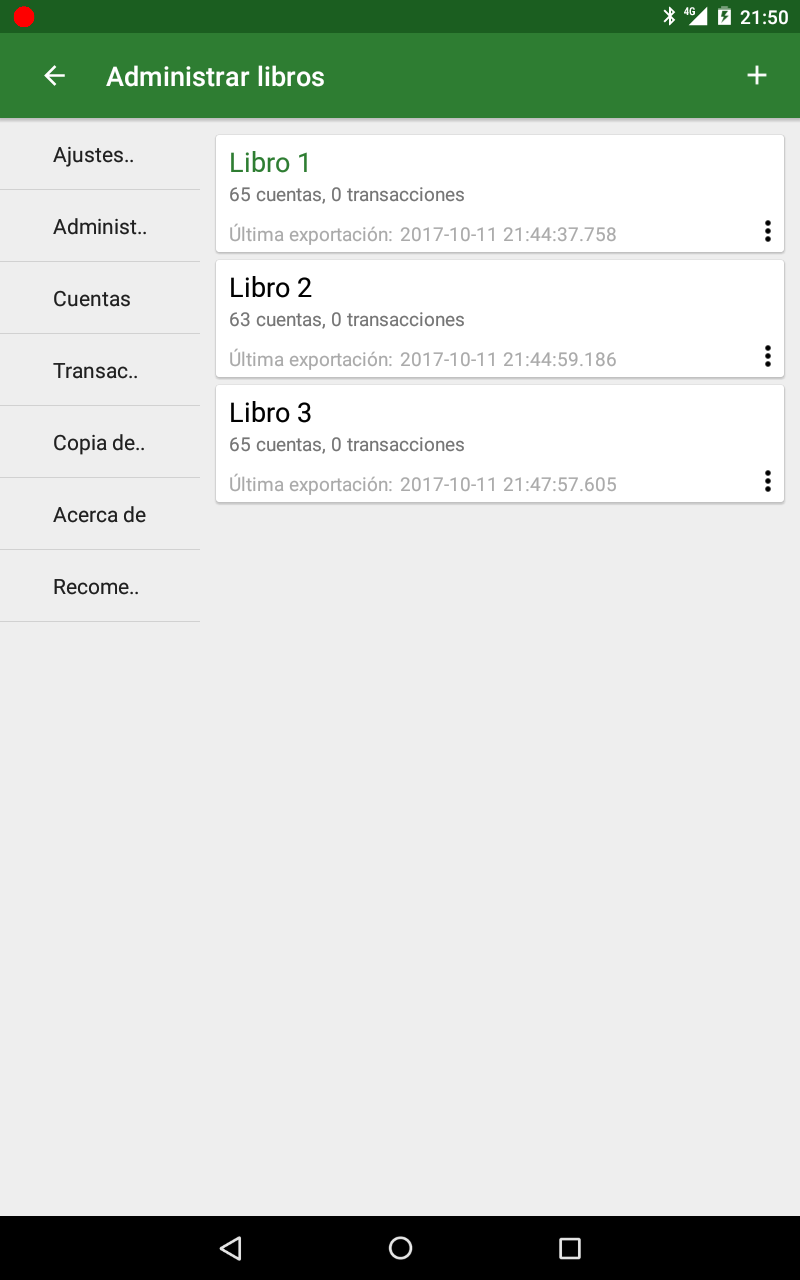 4G 21:50
Administrar libros
Ajustes..
Administ..
Cuentas
Transac..
Copia de..
Acerca de
Recome..
Libro 1
65 cuentas, 0 transacciones
Última exportación: 2017-10-11 21:44:37.758
Libro 2
63 cuentas, 0 transacciones
Última exportación: 2017-10-11 21:44:59.186
Libro 3
65 cuentas, 0 transacciones
Última exportación: 2017-10-11 21:47:57.605